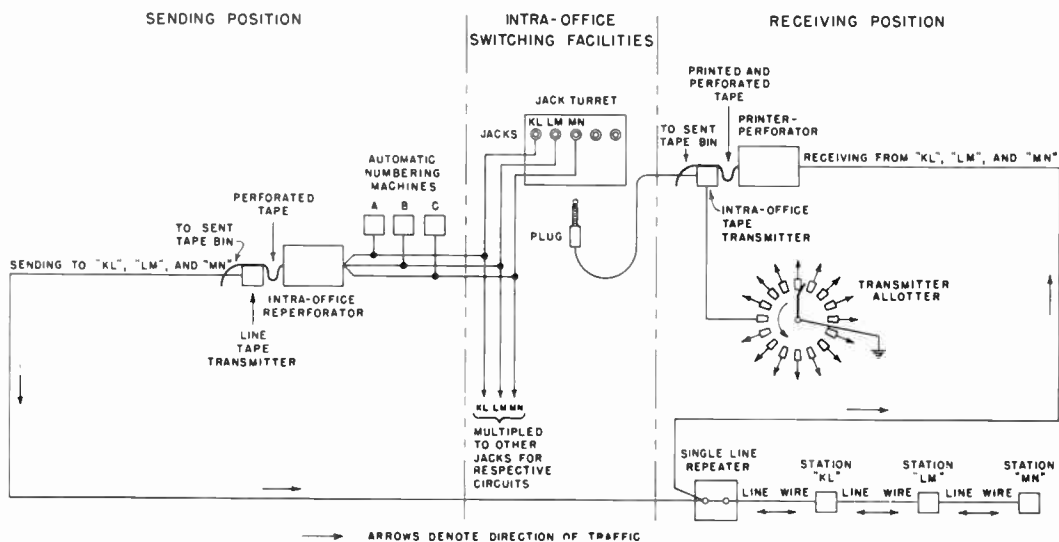 SENDING POSITION
INTRA-OFFICE
SWITCHING FACILITIES
RECEIVING POSITION
JACK TURRET
KL LM MN
JACKS
PLUG
PRINTED AND
PERFORATED
TAPE
TO SENT
TAPE BIN
PRINTER-
PERFORATOR
RECEIVING FROM "KL", "LM", AND "MN"
INTRA-OFFICE
TAPE
TRANSMITTER
TRANSMITTER
ALLOTTER
AUTOMATIC
NUMBERING
MACHINES
A B C
PERFORATED
TAPE
TO SENT
TAPE BIN
SENDING TO "KL", "LM", AND "MN"
INTRA-OFFICE
REPERFORATOR
LINE
TAPE
TRANSMITTER
KL LM MN
MULTIPLED
TO OTHER
JACKS FOR
RESPECTIVE
CIRCUITS
SINGLE LINE
REPEATER
STATION
"KL"
STATION
"LM"
STATION
"MN"
LINE WIRE LINE WIRE LINE WIRE
ARROWS DENOTE DIRECTION OF TRAFFIC